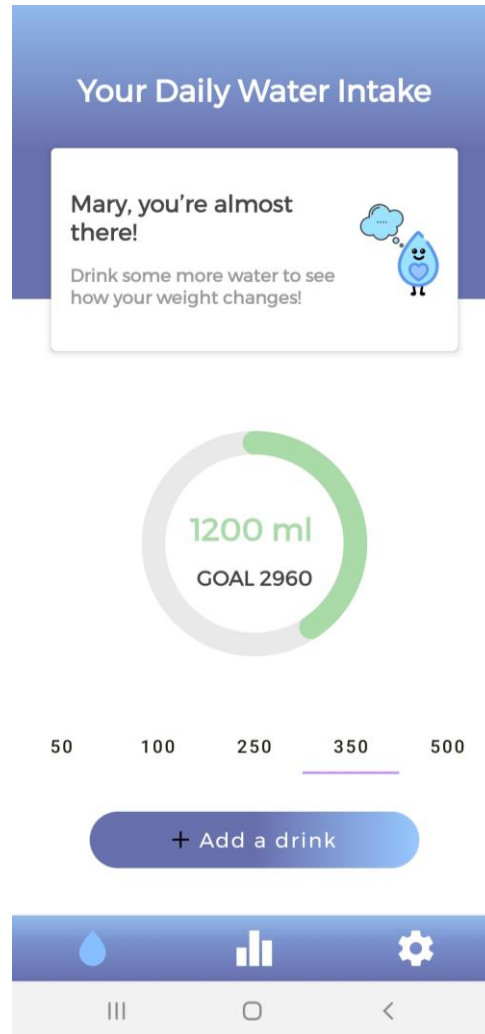 Your Daily Water Intake
Mary, you're almost
there!
Drink some more water to see
how your weight changes!
1200 ml
GOAL 2960
50 100 250 350 500
+ Add a drink